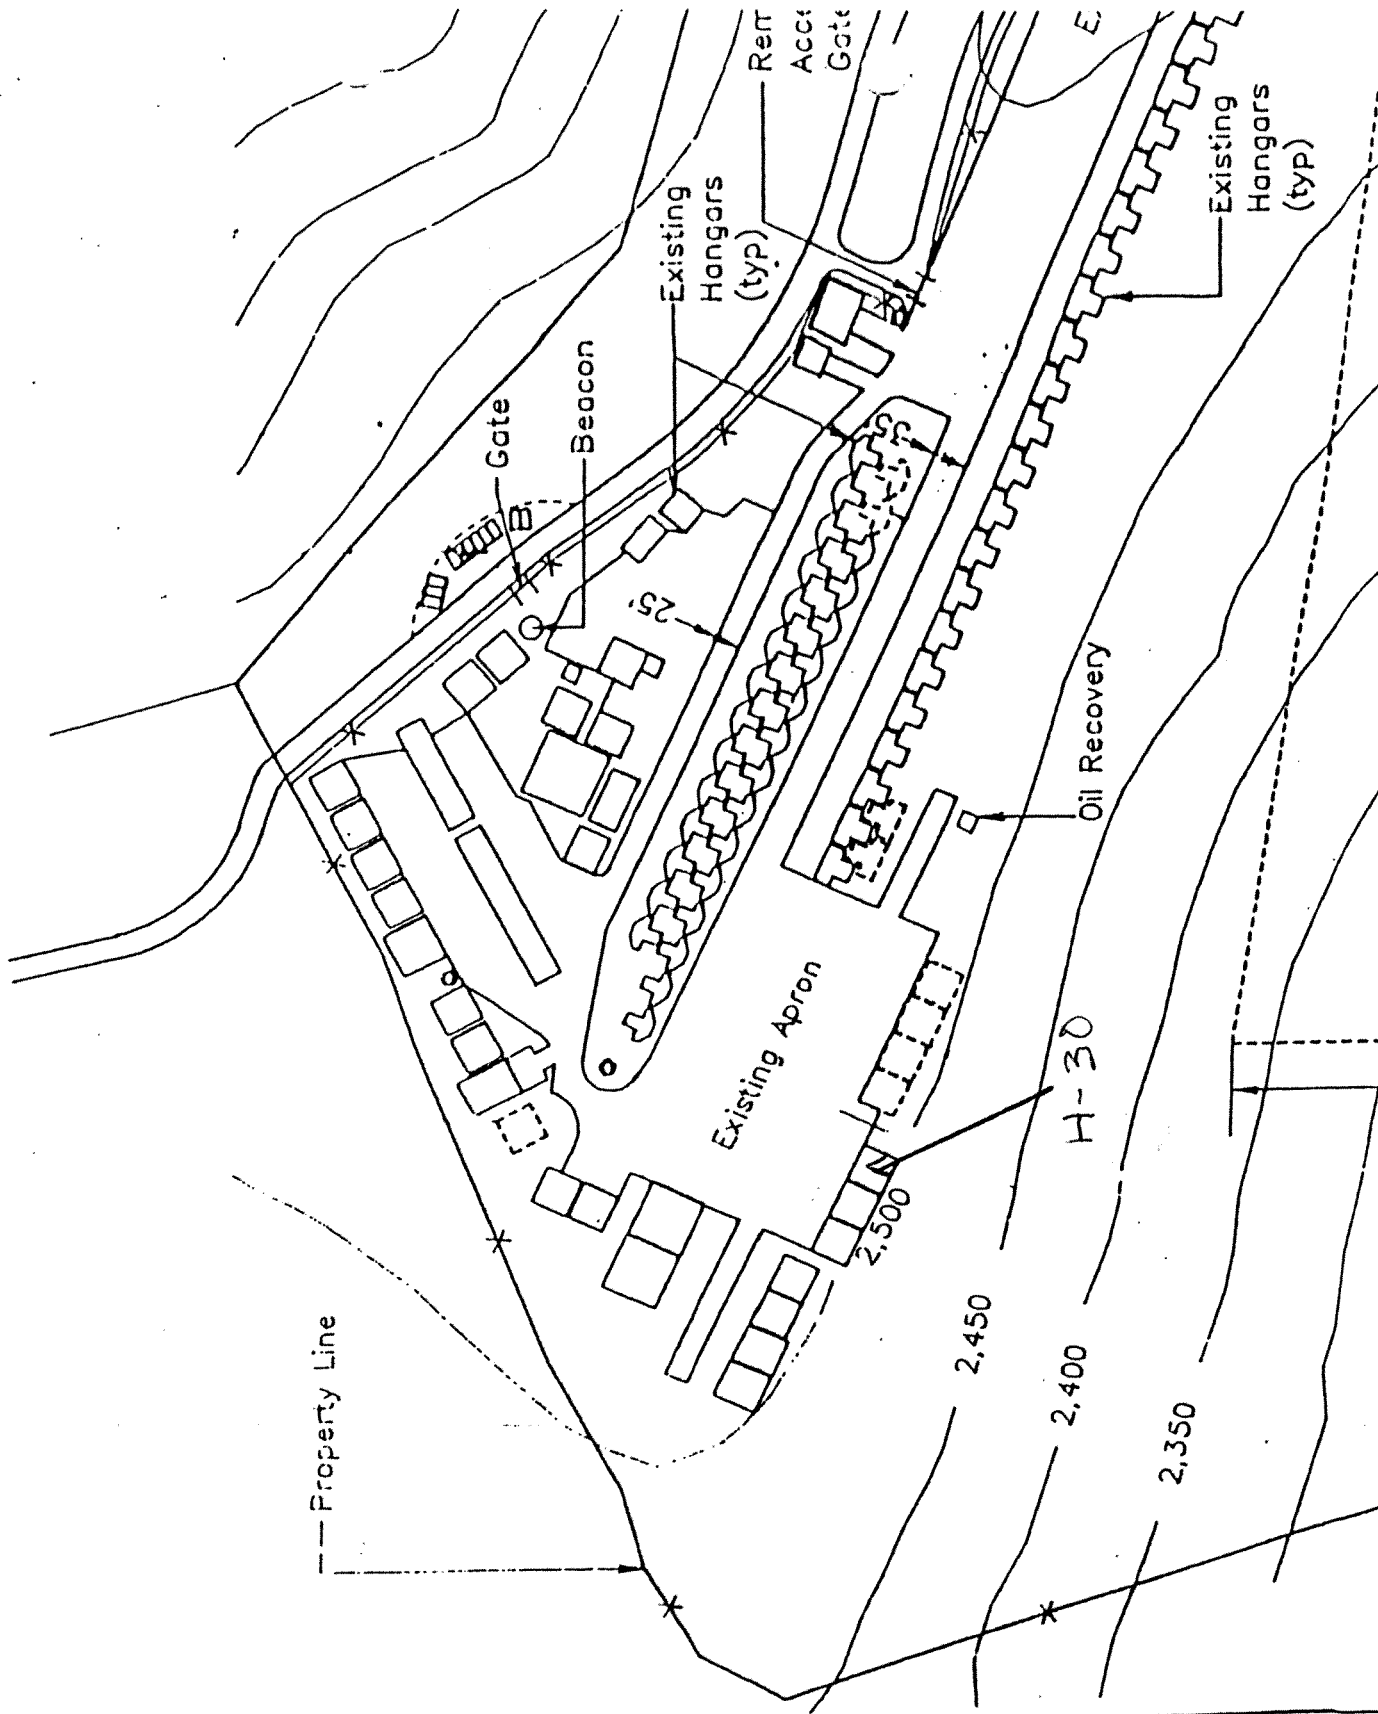 Property Line
Gate
Beacon
Existing
Hangars
(typ)
Gate
25'
Existing Apron
Oil Recovery
Existing
Hangars
(typ)
H-30
2,500
2,450
2,400
2,350